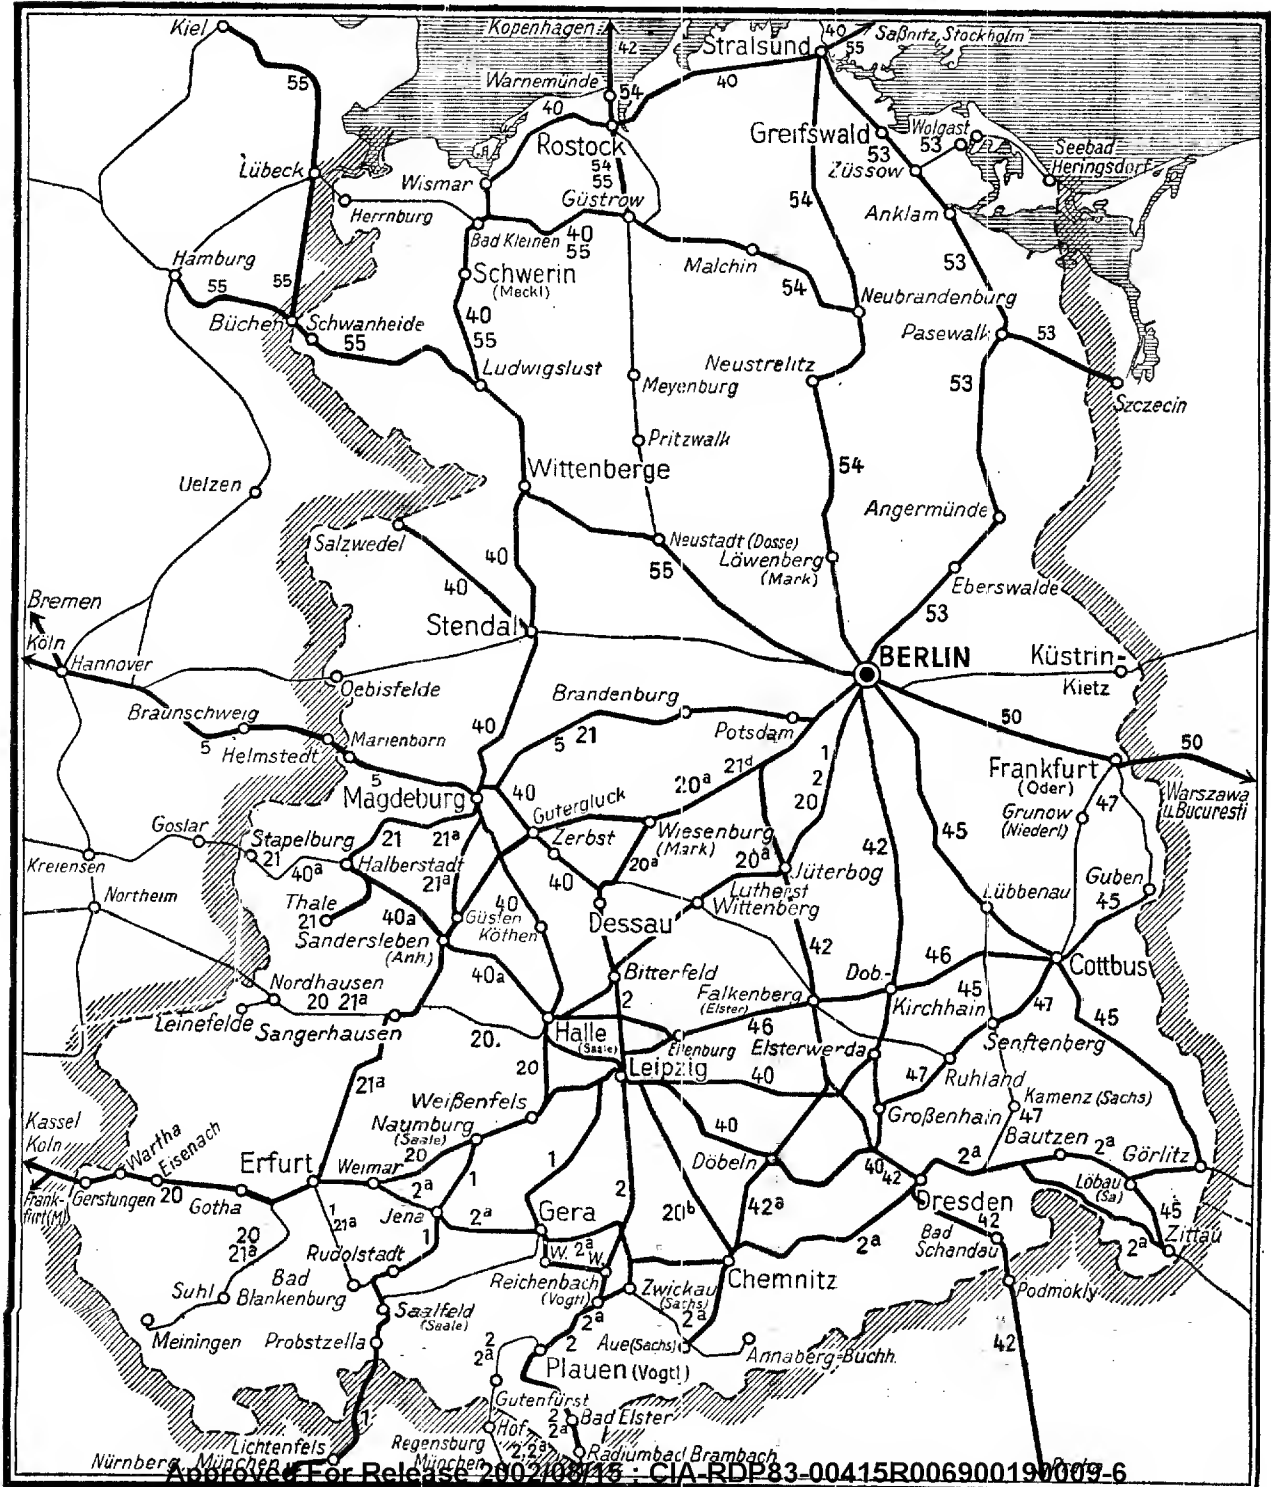 Kiel
Kopenhagen
42
Stralsund
40
55
Saßnitz, Stockholm
55
Warnemünde
54
40
40
Rostock
Greifswald
Wolgast
53
53
Seebad
Heringsdorf
Lübeck
Wismar
54
55
Züssow
Herrnburg
Güstrow
54
Anklam
Bad Kleinen
40
55
Hamburg
Schwerin
(Meckl)
Malchin
53
55
55
54
Neubrandenburg
Büchen
Schwanheide
40
55
Pasewalk
53
55
Ludwigslust
Neustrelitz
53
Meyenburg
Szczecin
Pritzwalk
Wittenberge
54
Uelzen
Angermünde
Salzwedel
Neustadt (Dosse)
Löwenberg
(Mark)
40
55
Eberswalde
40
Bremen
53
Stendal
Köln
Hannover
BERLIN
Küstrin-
Kietz
Oebisfelde
Brandenburg
Braunschweig
40
Potsdam
50
5
Helmstedt
Marienborn
5 21
1
50
5
21d
2
Frankfurt
(Oder)
Magdeburg
40
20a
20
Warszawa
u. Bucuresti
Goslar
Stapelburg
21
21a
Gutergluck
Grunow
(Niederl)
47
Zerbst
Wiesenburg
(Mark)
42
45
Kreiensen
21
Halberstadt
40a
21a
20a
20a
Jüterbog
Guben
Northeim
Thale
40
Lutherst
Wittenberg
Lübbenau
45
21
40a
40
Güsten
Dessau
Köthen
Sandersleben
(Anh.)
42
46
Cottbus
Nordhausen
40a
Bitterfeld
Dob.-
Kirchhain
20 21a
2
Falkenberg
(Elster)
45
47
45
Leinefelde
Sangerhausen
Halle
(Saale)
46
20.
Eilenburg
Elsterwerda
Senftenberg
20
Leipzig
40
47
Ruhland
21a
Weißenfels
Großenhain
Kamenz (Sachs)
47
Kassel
Köln
Naumburg
(Saale)
40
Bautzen
2a
Wartha
Eisenach
Erfurt
Weimar
20
Döbeln
40
42
2a
Görlitz
1
Löbau
(Sa)
Frank-
furt(M)
Gerstungen
20
2a
1
2
Dresden
Gotha
1
21a
Jena
2a
Gera
20b
42a
42
45
20
21a
Bad
Schandau
Zittau
2a
Rudolstadt
1
W.
2a
W.
2a
Suhl
Bad
Blankenburg
Reichenbach
(Vogtl)
Zwickau
(Sachs)
Chemnitz
Podmokly
Saalfeld
(Saale)
2a
2a
Meiningen
Probstzella
2
2a
2
Aue(Sachs)
Annaberg-Buchh.
42
Plauen (Vogtl)
Gutenfürst
1
2
2a
Bad Elster
Hof
Lichtenfels
Regensburg
München
2,2a
Radiumbad Brambach
Nürnberg
München
Approved For Release 2002/08/15 : CIA-RDP83-00415R006900190009-6